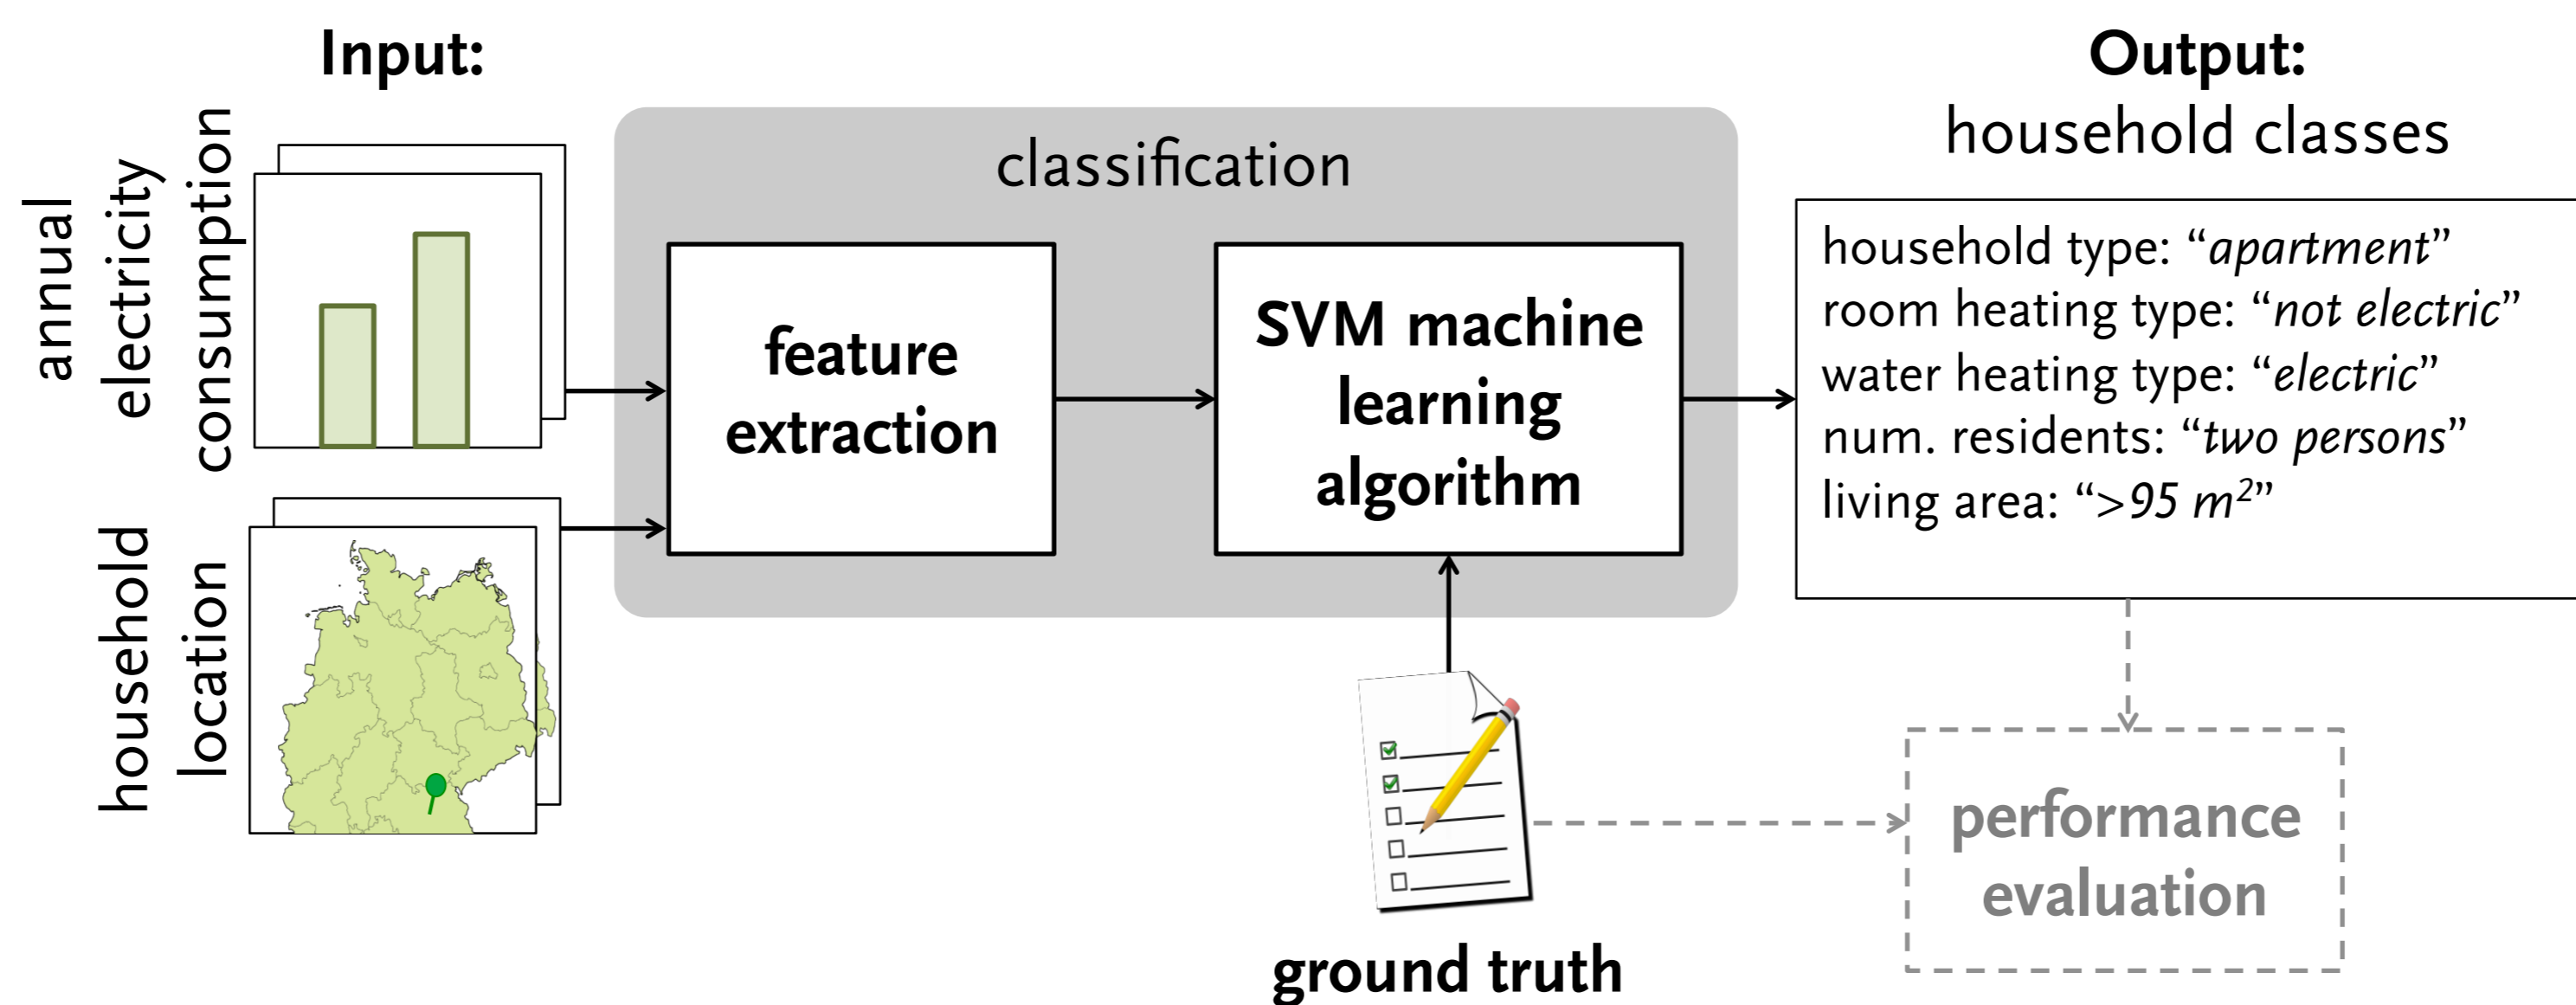 Input:
annual
electricity
consumption
household
location
classification
feature
extraction
SVM machine
learning
algorithm
ground truth
Output:
household classes
household type: “apartment”
room heating type: “not electric”
water heating type: “electric”
num. residents: “two persons”
living area: “>95 m²”
performance
evaluation